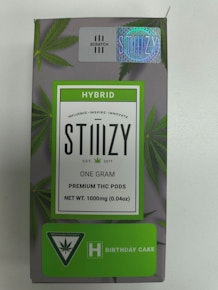 SCRATCH
STIIIZY
HYBRID
INFLUENCE · INSPIRE · INNOVATE
STIIIZY
EST. 2017
ONE GRAM
PREMIUM THC PODS
NET WT. 1000mg (0.04oz)
H BIRTHDAY CAKE